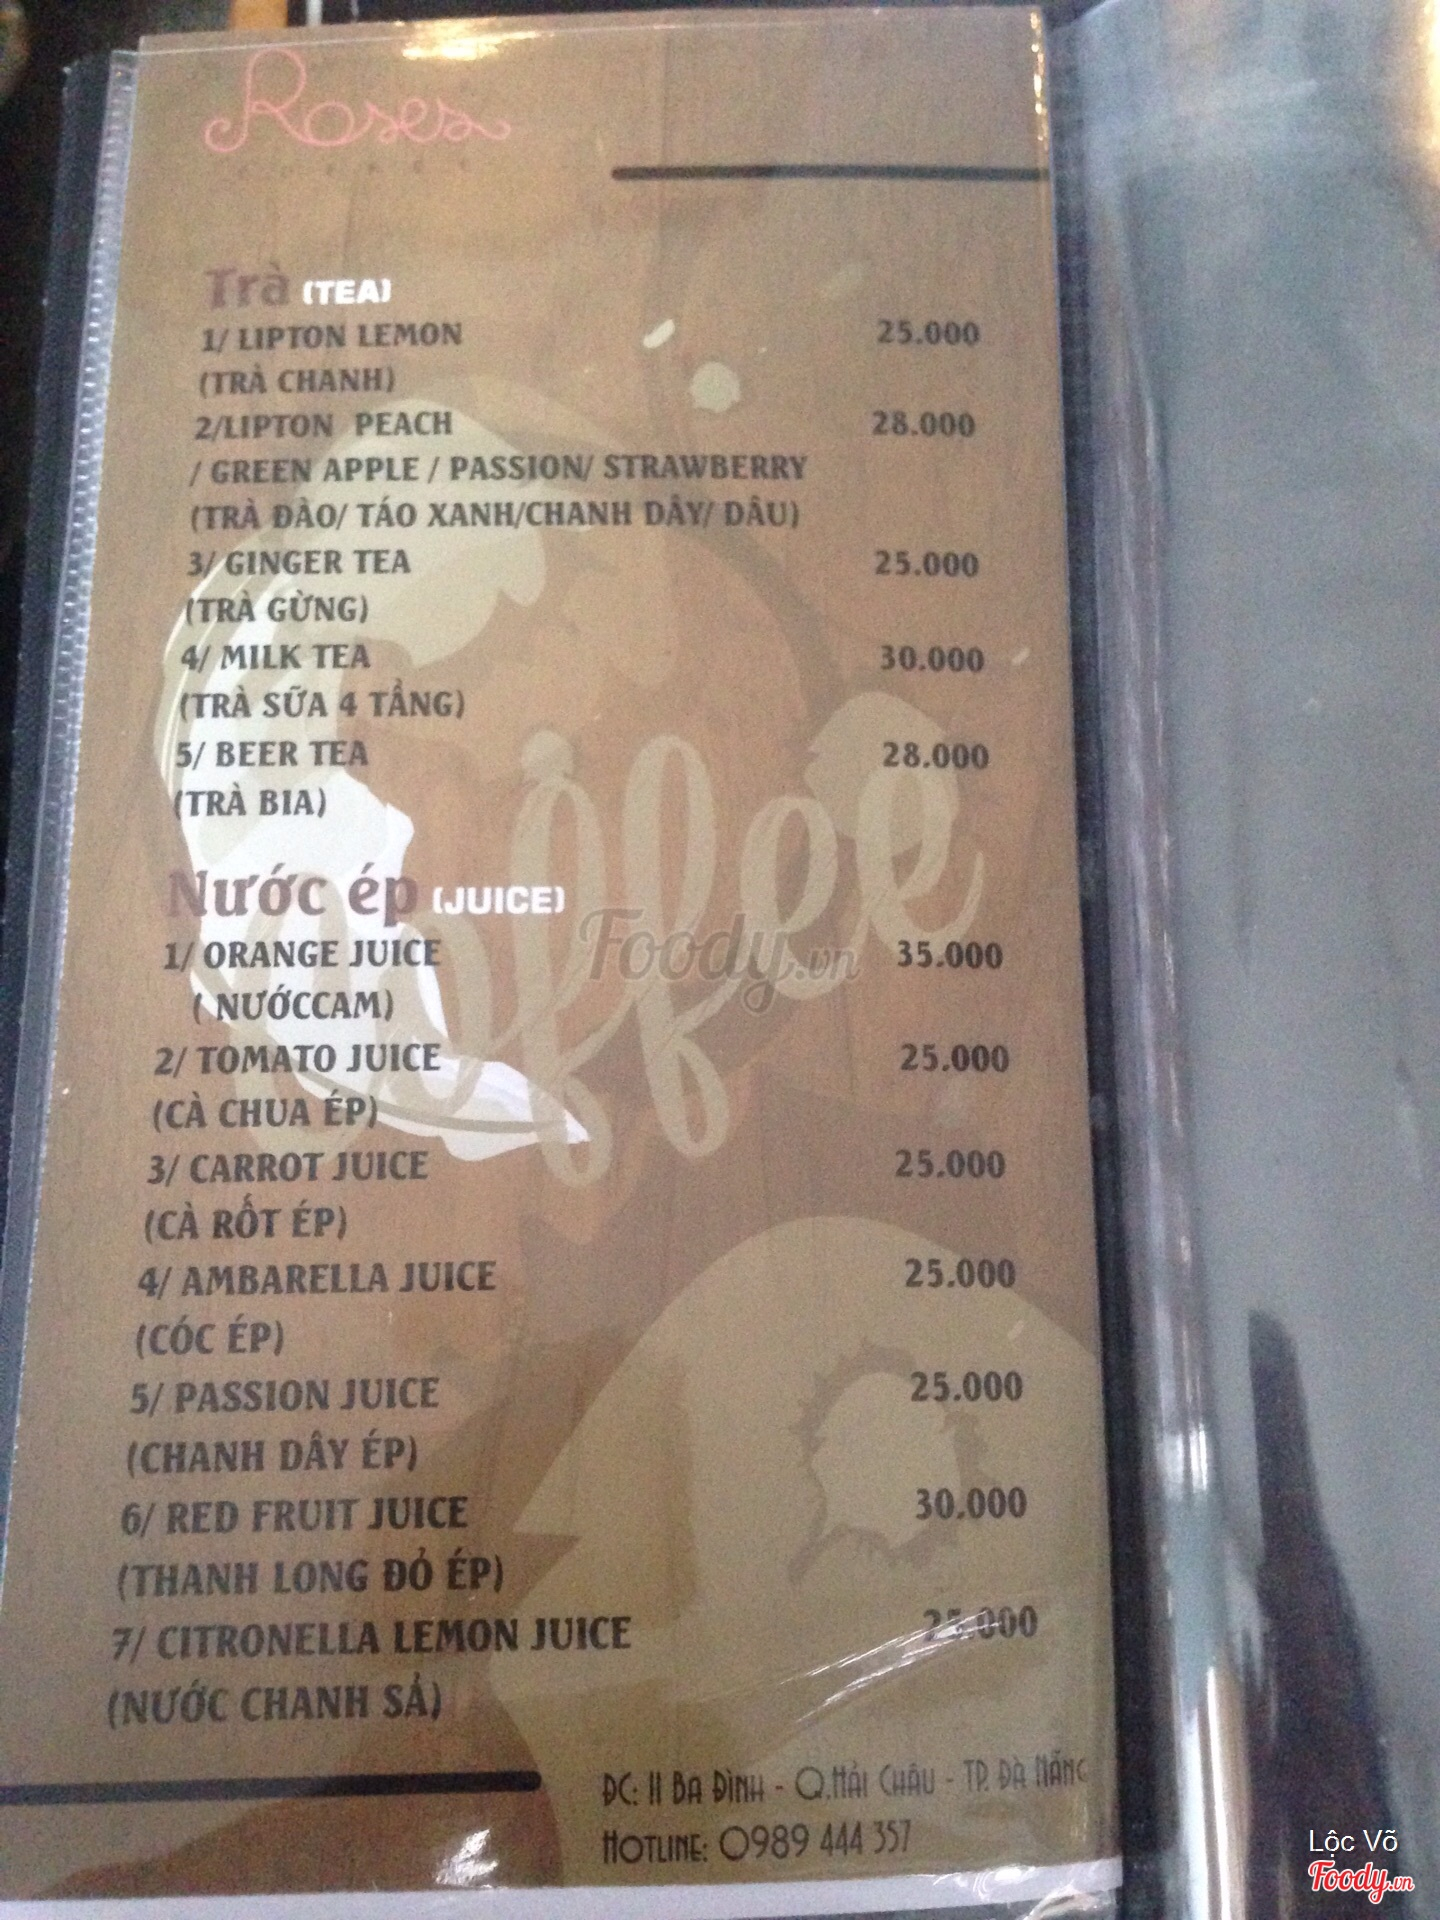 Roses
Trà (TEA)
1/ LIPTON LEMON 25.000
(TRÀ CHANH)
2/LIPTON PEACH 28.000
/ GREEN APPLE / PASSION/ STRAWBERRY
(TRÀ ĐÀO/ TÁO XANH/CHANH DÂY/ DÂU)
3/ GINGER TEA 25.000
(TRÀ GỪNG)
4/ MILK TEA 30.000
(TRÀ SỮA 4 TẦNG)
5/ BEER TEA 28.000
(TRÀ BIA)
Coffee
Nước ép (JUICE)
Foody.vn
1/ ORANGE JUICE 35.000
( NƯỚCCAM)
2/ TOMATO JUICE 25.000
(CÀ CHUA ÉP)
3/ CARROT JUICE 25.000
(CÀ RỐT ÉP)
4/ AMBARELLA JUICE 25.000
(CÓC ÉP)
5/ PASSION JUICE 25.000
(CHANH DÂY ÉP)
6/ RED FRUIT JUICE 30.000
(THANH LONG ĐỎ ÉP)
7/ CITRONELLA LEMON JUICE 25.000
(NƯỚC CHANH SẢ)
ĐC: 11 BA ĐÌNH - Q.HẢI CHÂU - TP. ĐÀ NẴNG
HOTLINE: 0989 444 357
Lộc Võ
Foody.vn